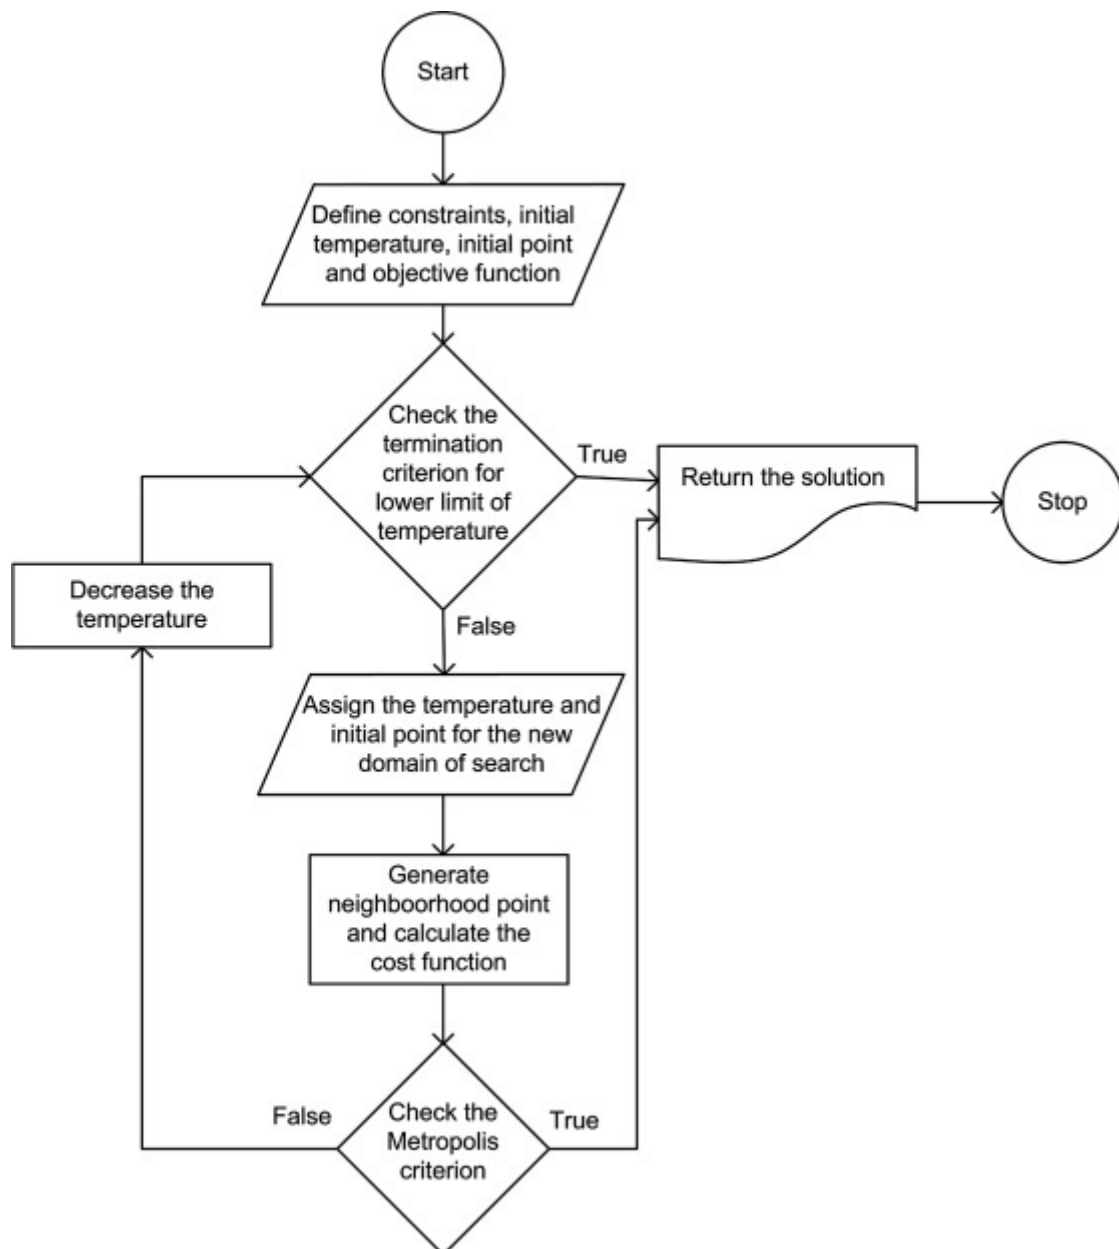 Start
Define constraints, initial
temperature, initial point
and objective function
Check the
termination
criterion for
lower limit of
temperature
True
Return the solution
Stop
Decrease the
temperature
False
Assign the temperature and
initial point for the new
domain of search
Generate
neighboorhood point
and calculate the
cost function
False
Check the
Metropolis
criterion
True